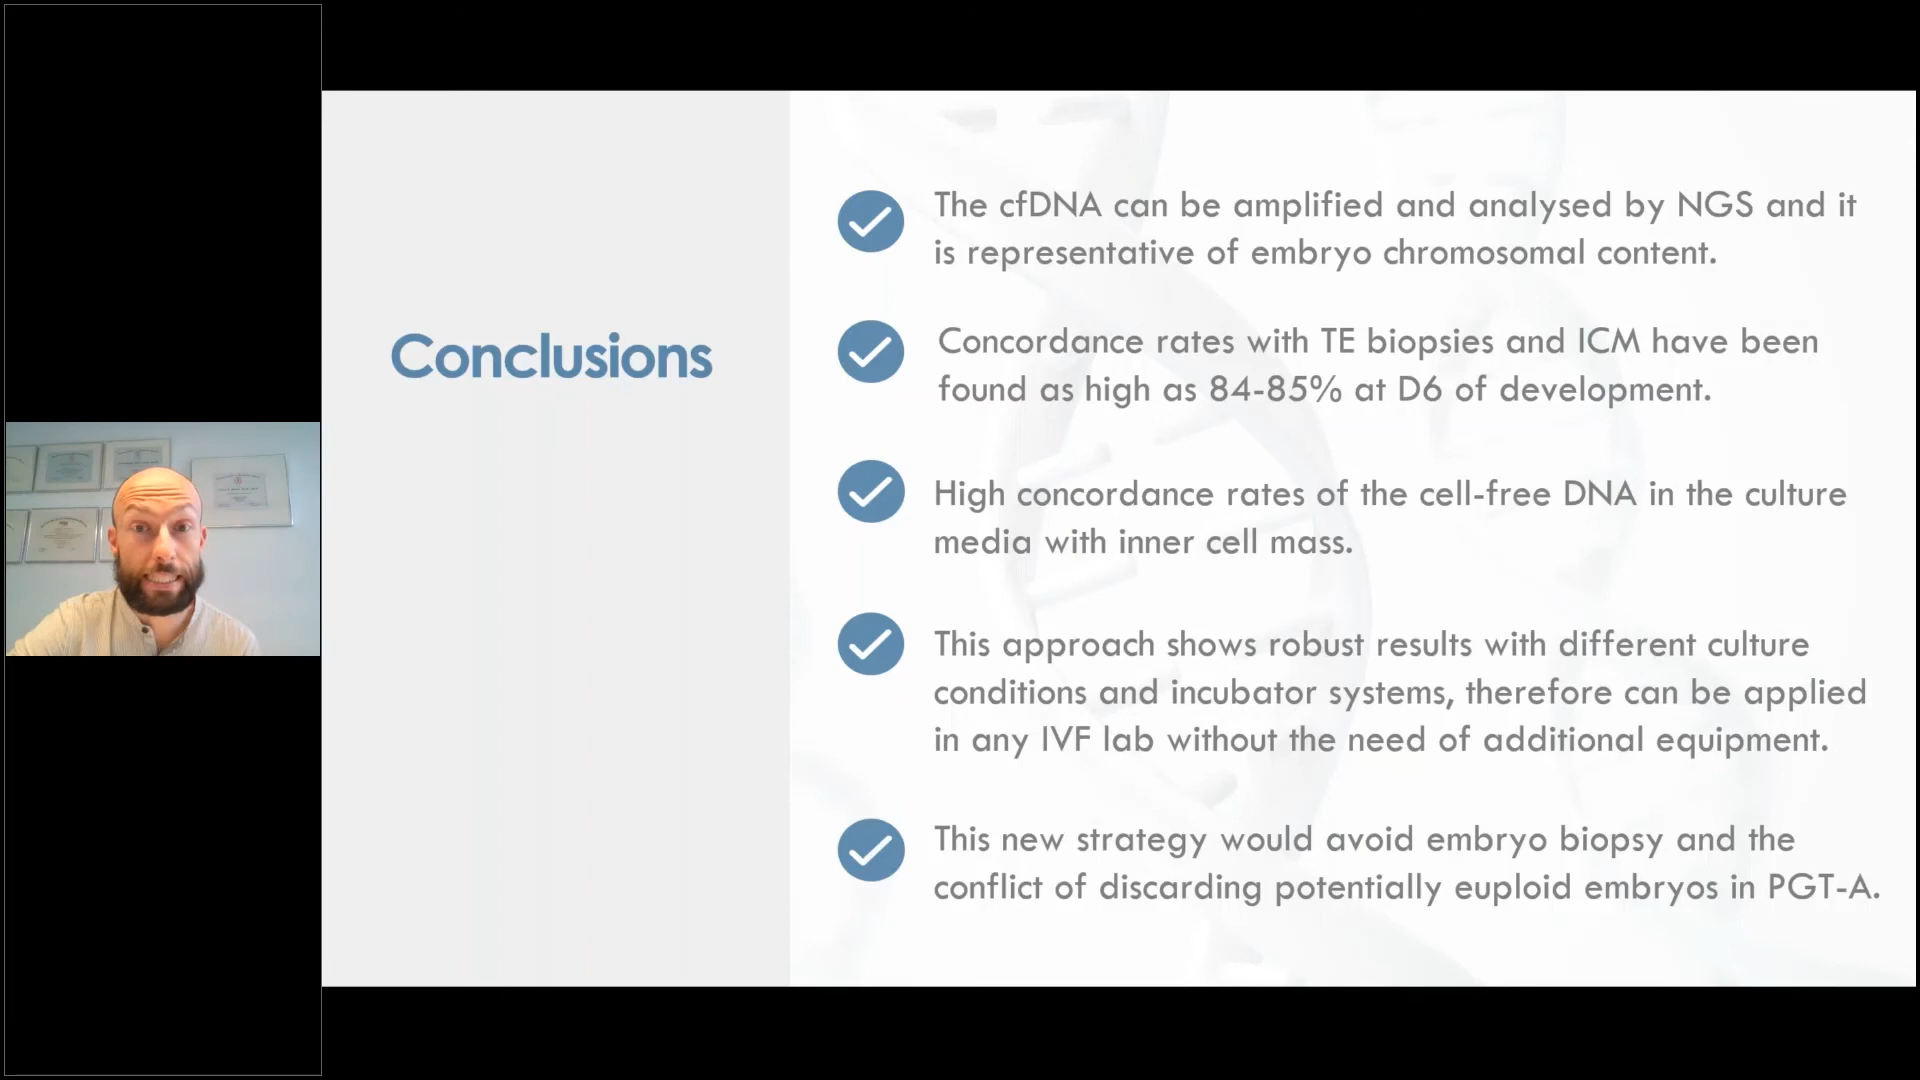 Conclusions
The cfDNA can be amplified and analysed by NGS and it
is representative of embryo chromosomal content.
Concordance rates with TE biopsies and ICM have been
found as high as 84-85% at D6 of development.
High concordance rates of the cell-free DNA in the culture
media with inner cell mass.
This approach shows robust results with different culture
conditions and incubator systems, therefore can be applied
in any IVF lab without the need of additional equipment.
This new strategy would avoid embryo biopsy and the
conflict of discarding potentially euploid embryos in PGT-A.